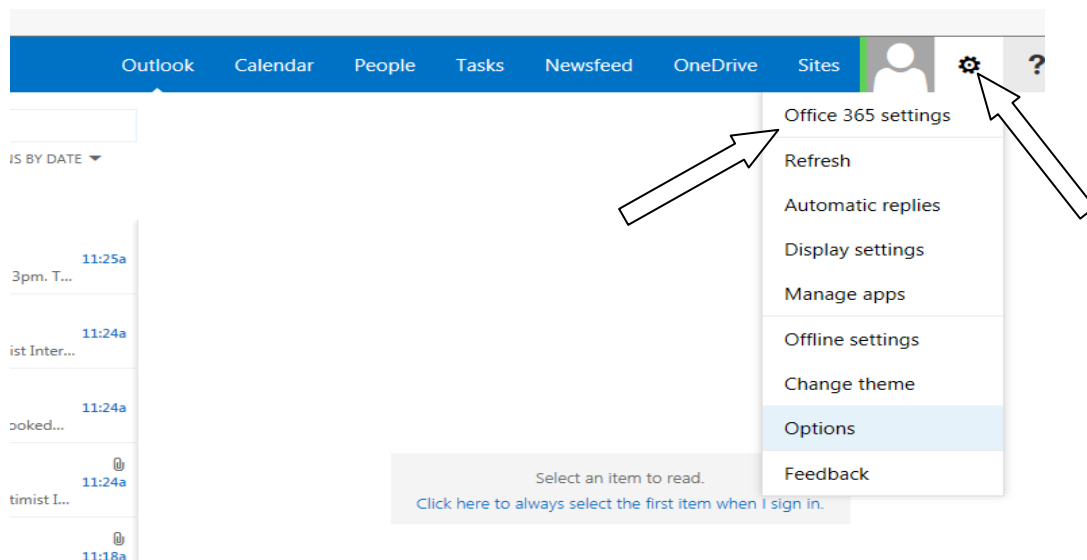 Outlook Calendar People Tasks Newsfeed OneDrive Sites ?
Office 365 settings
Refresh
Automatic replies
Display settings
Manage apps
Offline settings
Change theme
Options
Feedback
BY DATE
11:25a
3pm. T...
11:24a
ist Inter...
11:24a
ooked...
11:24a
timist I...
11:18a
Select an item to read.
Click here to always select the first item when I sign in.